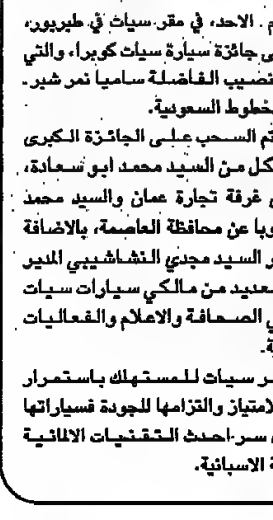 م . الاحد، في مقر سيات في طبربور،
ى جائزة سيارة سيات كوبرا، والتي
نصيب الفاضلة ساميا نمر شبر ـ
خطوط السعودية.
تم السحب على الجائزة الكبرى
كل من السيد محمد ابو سعادة،
ي غرفة تجارة عمان والسيد محمد
وبا عن محافظة العاصمة، بالاضافة
ر السيد مجدي النشاشيبي المدير
عديد من مالكي سيارات سيات
ي الصحافة والاعلام والفعاليات
ة.
ـر سيات للمستهلك باستمرار
لامتياز والتزامها للجودة فسياراتها
ى سر احدث التقنيات الالمانية
ة الاسبانية.